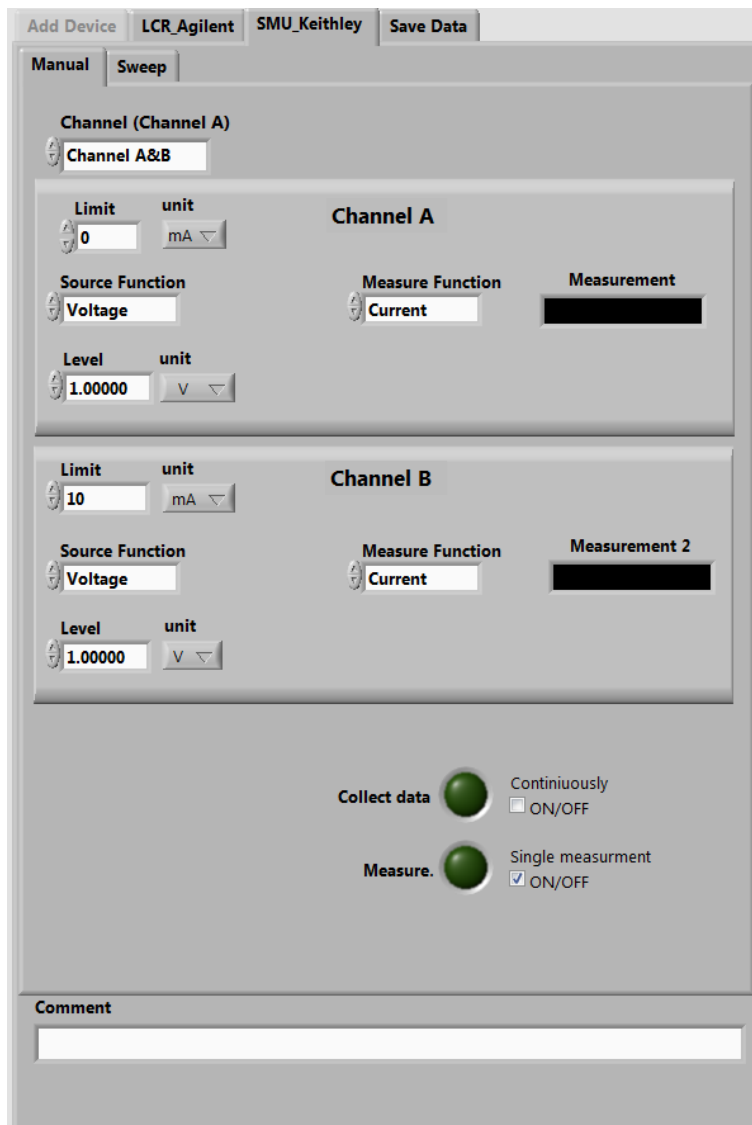 Add Device LCR_Agilent SMU_Keithley Save Data
Manual Sweep
Channel (Channel A)
Channel A&B
Limit unit
Channel A
0 mA
Source Function Measure Function Measurement
Voltage Current
Level unit
1.00000 V
Limit unit
Channel B
10 mA
Source Function Measure Function Measurement 2
Voltage Current
Level unit
1.00000 V
Continiuously
Collect data
ON/OFF
Single measurment
Measure.
ON/OFF
Comment